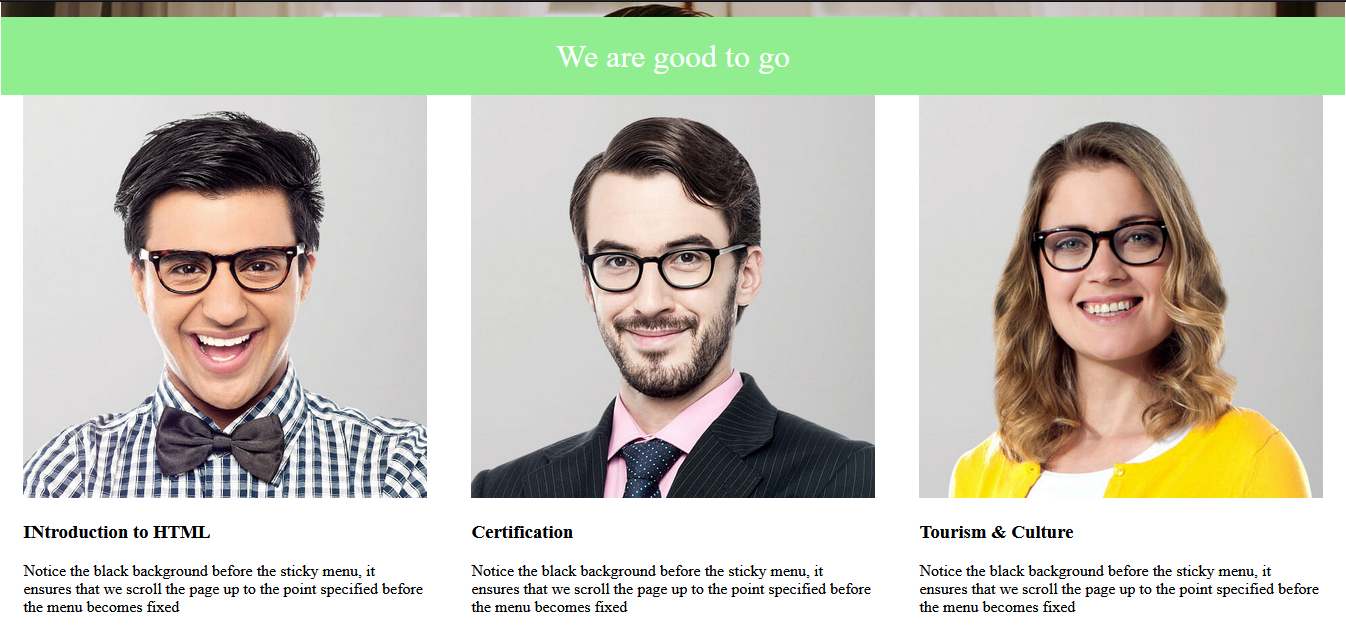 We are good to go
INtroduction to HTML
Notice the black background before the sticky menu, it
ensures that we scroll the page up to the point specified before
the menu becomes fixed
Certification
Notice the black background before the sticky menu, it
ensures that we scroll the page up to the point specified before
the menu becomes fixed
Tourism & Culture
Notice the black background before the sticky menu, it
ensures that we scroll the page up to the point specified before
the menu becomes fixed